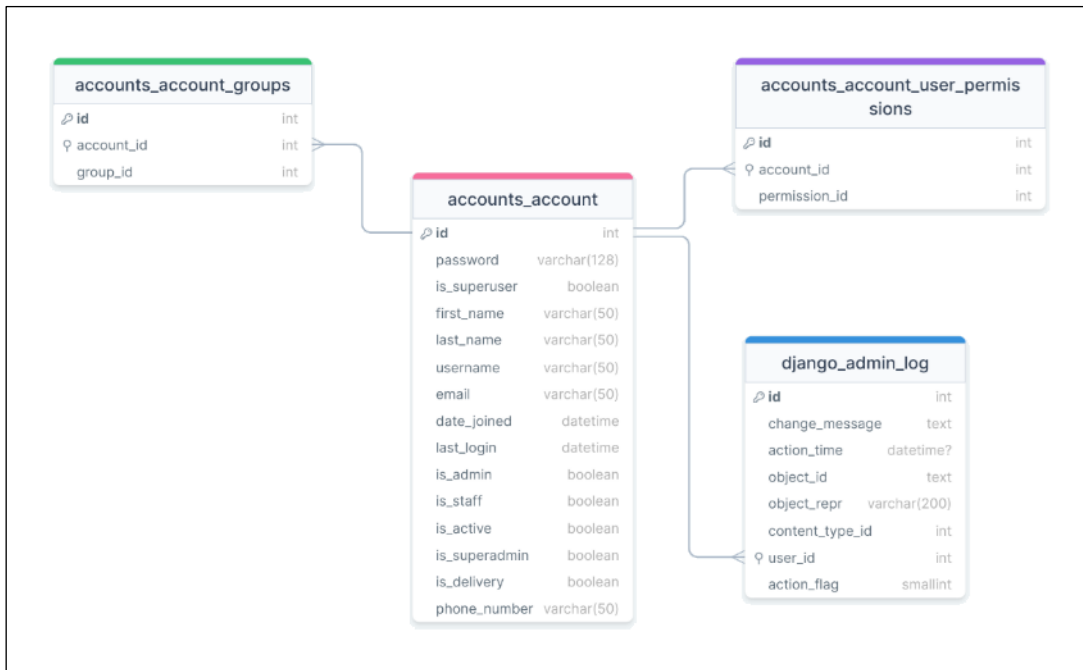 accounts_account_groups
id int
account_id int
group_id int
accounts_account_user_permis
sions
id int
account_id int
permission_id int
accounts_account
id int
password varchar(128)
is_superuser boolean
first_name varchar(50)
last_name varchar(50)
username varchar(50)
email varchar(50)
date_joined datetime
last_login datetime
is_admin boolean
is_staff boolean
is_active boolean
is_superadmin boolean
is_delivery boolean
phone_number varchar(50)
django_admin_log
id int
change_message text
action_time datetime?
object_id text
object_repr varchar(200)
content_type_id int
user_id int
action_flag smallint